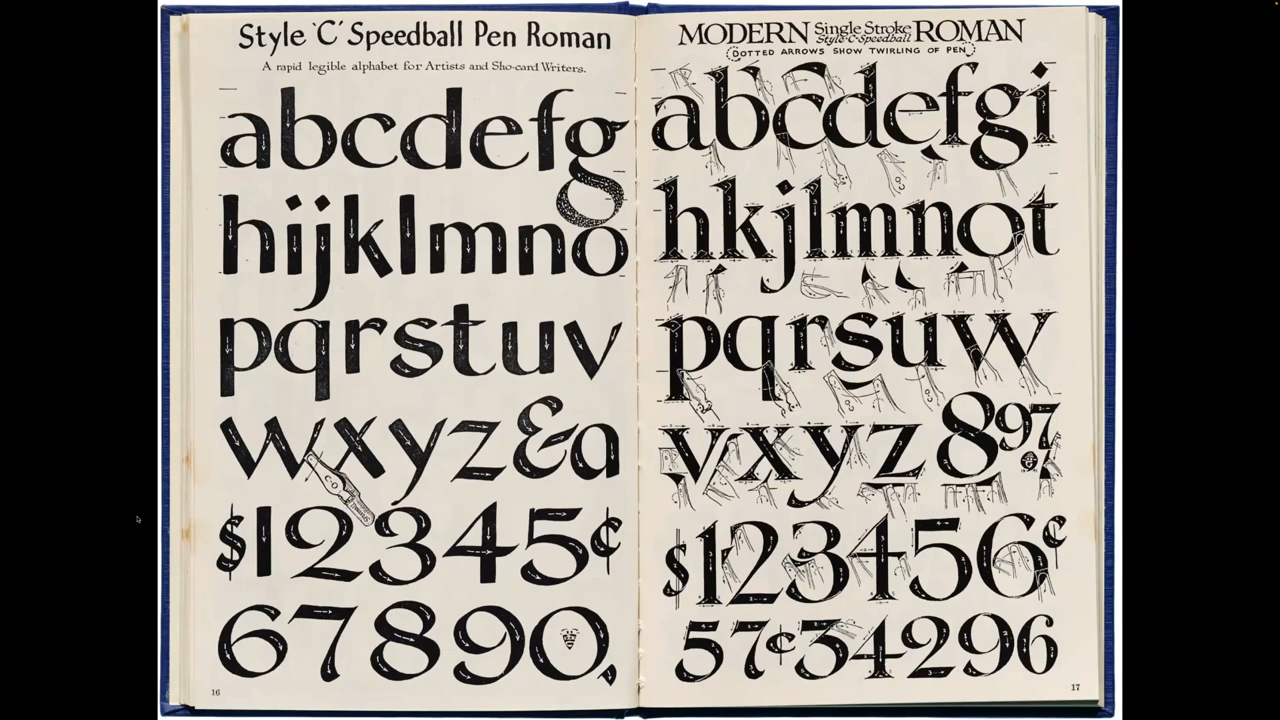 Style 'C' Speedball Pen Roman
A rapid legible alphabet for Artists and Sho-card Writers.
abcdefg
hijklmno
pqrstuv
wxyz&a
$12345¢
67890,
16
MODERN Single Stroke ROMAN
Style-C-Speedball
DOTTED ARROWS SHOW TWIRLING OF PEN
abcdefgi
hkjlmnot
pqrsuw
vxyz897
$123456¢
57¢34296
17